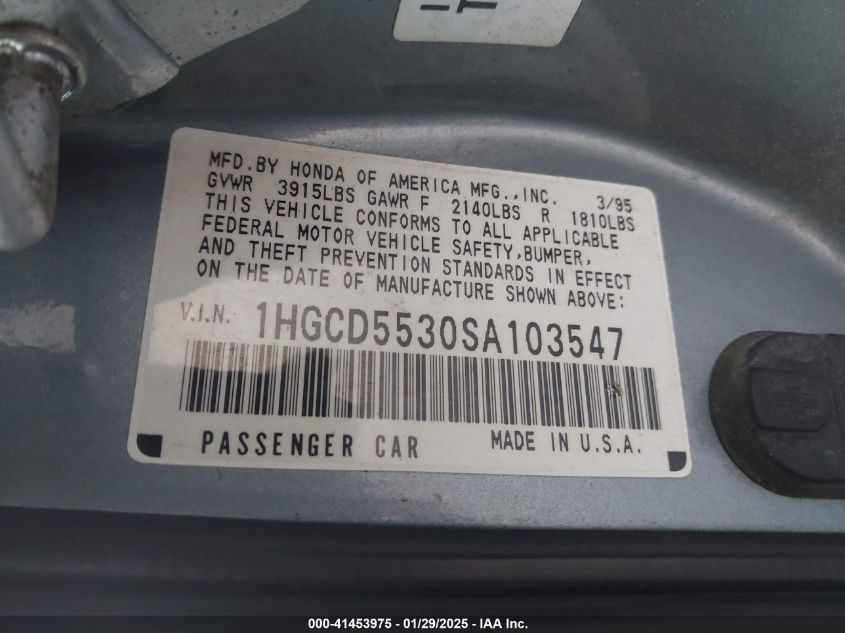 MFD. BY HONDA OF AMERICA MFG., INC. 3/95
GVWR 3915LBS GAWR F 2140LBS R 1810LBS
THIS VEHICLE CONFORMS TO ALL APPLICABLE
FEDERAL MOTOR VEHICLE SAFETY, BUMPER,
AND THEFT PREVENTION STANDARDS IN EFFECT
ON THE DATE OF MANUFACTURE SHOWN ABOVE:
V.I.N. 1HGCD5530SA103547
PASSENGER CAR MADE IN U.S.A.
000-41453975 - 01/29/2025 - IAA Inc.